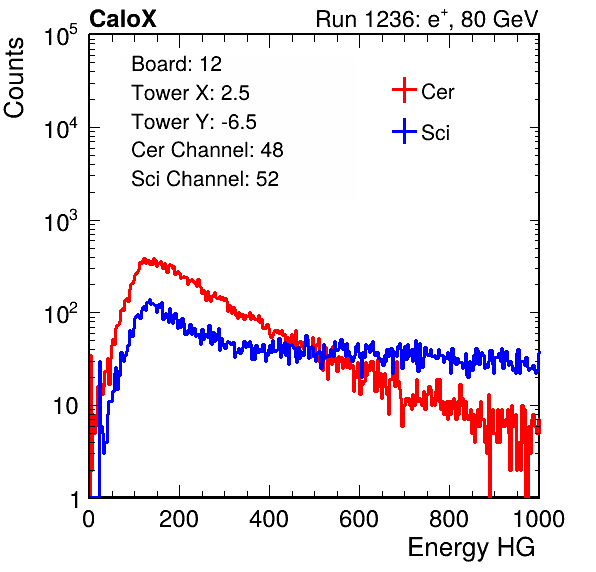 CaloX Run 1236: e⁺, 80 GeV
Counts
10⁵
10⁴
10³
10²
10
1
Board: 12
Tower X: 2.5
Tower Y: -6.5
Cer Channel: 48
Sci Channel: 52
Cer
Sci
0 200 400 600 800 1000
Energy HG